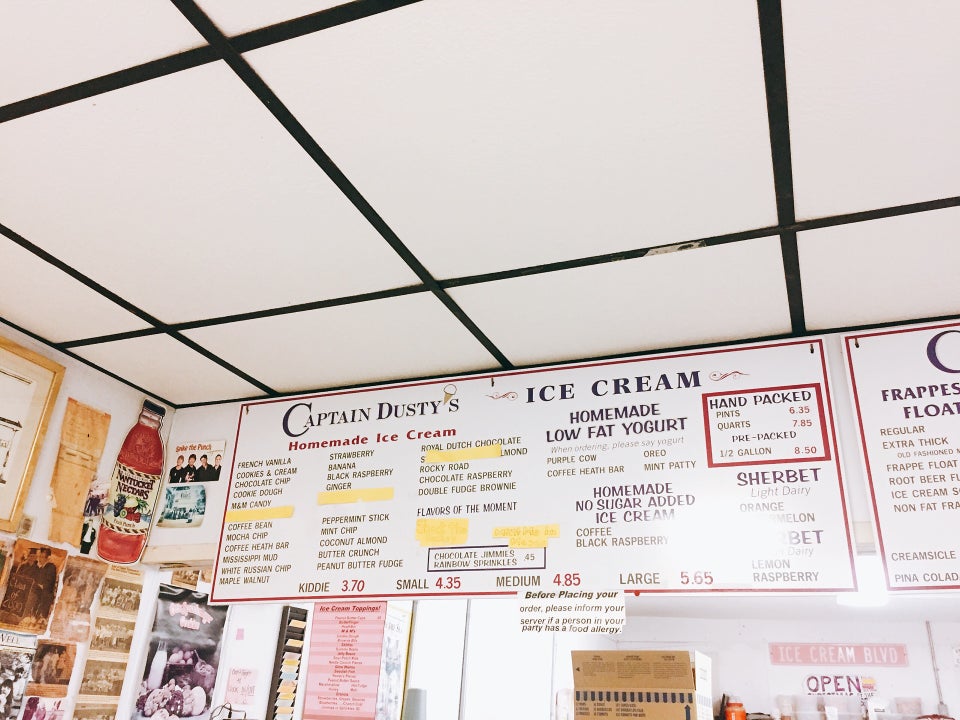 CAPTAIN DUSTY'S
ICE CREAM
Homemade Ice Cream
FRENCH VANILLA
COOKIES & CREAM
CHOCOLATE CHIP
COOKIE DOUGH
M&M CANDY
COFFEE BEAN
MOCHA CHIP
COFFEE HEATH BAR
MISSISSIPPI MUD
WHITE RUSSIAN CHIP
MAPLE WALNUT
STRAWBERRY
BANANA
BLACK RASPBERRY
GINGER
PEPPERMINT STICK
MINT CHIP
COCONUT ALMOND
BUTTER CRUNCH
PEANUT BUTTER FUDGE
ROYAL DUTCH CHOCOLATE
ROCKY ROAD
CHOCOLATE RASPBERRY
DOUBLE FUDGE BROWNIE
FLAVORS OF THE MOMENT
CHOCOLATE JIMMIES
RAINBOW SPRINKLES .45
HOMEMADE
LOW FAT YOGURT
When ordering, please say yogurt
PURPLE COW OREO
COFFEE HEATH BAR MINT PATTY
HOMEMADE
NO SUGAR ADDED
ICE CREAM
COFFEE
BLACK RASPBERRY
HAND PACKED
PINTS 6.35
QUARTS 7.85
PRE-PACKED
1/2 GALLON 8.50
SHERBET
Light Dairy
ORANGE
RMELON
RBET
Dairy
LEMON
RASPBERRY
KIDDIE 3.70 SMALL 4.35 MEDIUM 4.85 LARGE 5.65
Before Placing your
order, please inform your
server if a person in your
party has a food allergy.
C
FRAPPES
FLOAT
REGULAR
EXTRA THICK
OLD FASHIONED M
FRAPPE FLOAT
ROOT BEER FL
ICE CREAM SO
NON FAT FRA
CREAMSICLE
PINA COLAD
NANTUCKET
NECTARS
Ice Cream Toppings!
ICE CREAM BLVD
OPEN